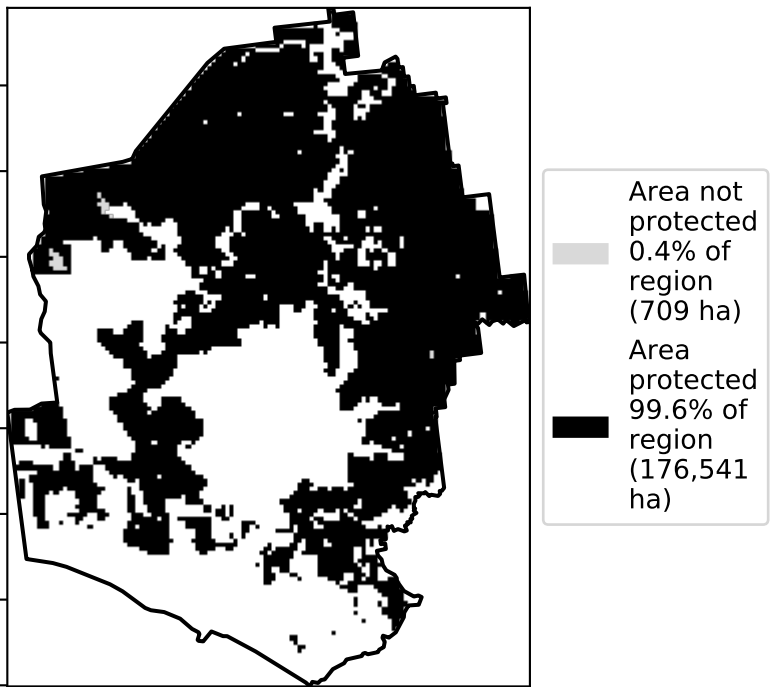 Area not
protected
0.4% of
region
(709 ha)
Area
protected
99.6% of
region
(176,541
ha)